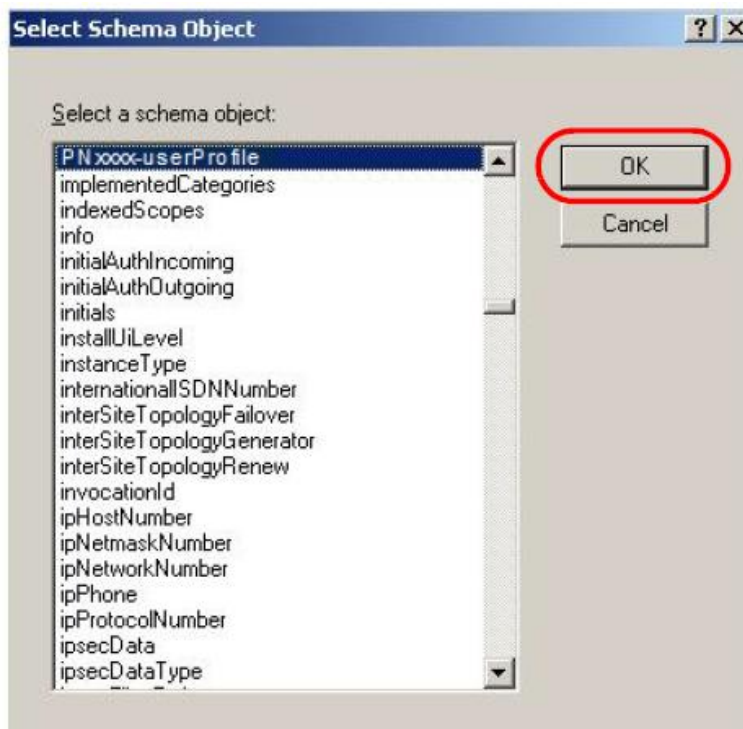 Select Schema Object
Select a schema object:
PNxxxx-userProfile
implementedCategories
indexedScopes
info
initialAuthIncoming
initialAuthOutgoing
initials
installUiLevel
instanceType
internationalISDNNumber
interSiteTopologyFailover
interSiteTopologyGenerator
interSiteTopologyRenew
invocationId
ipHostNumber
ipNetmaskNumber
ipNetworkNumber
ipPhone
ipProtocolNumber
ipsecData
ipsecDataType
OK
Cancel